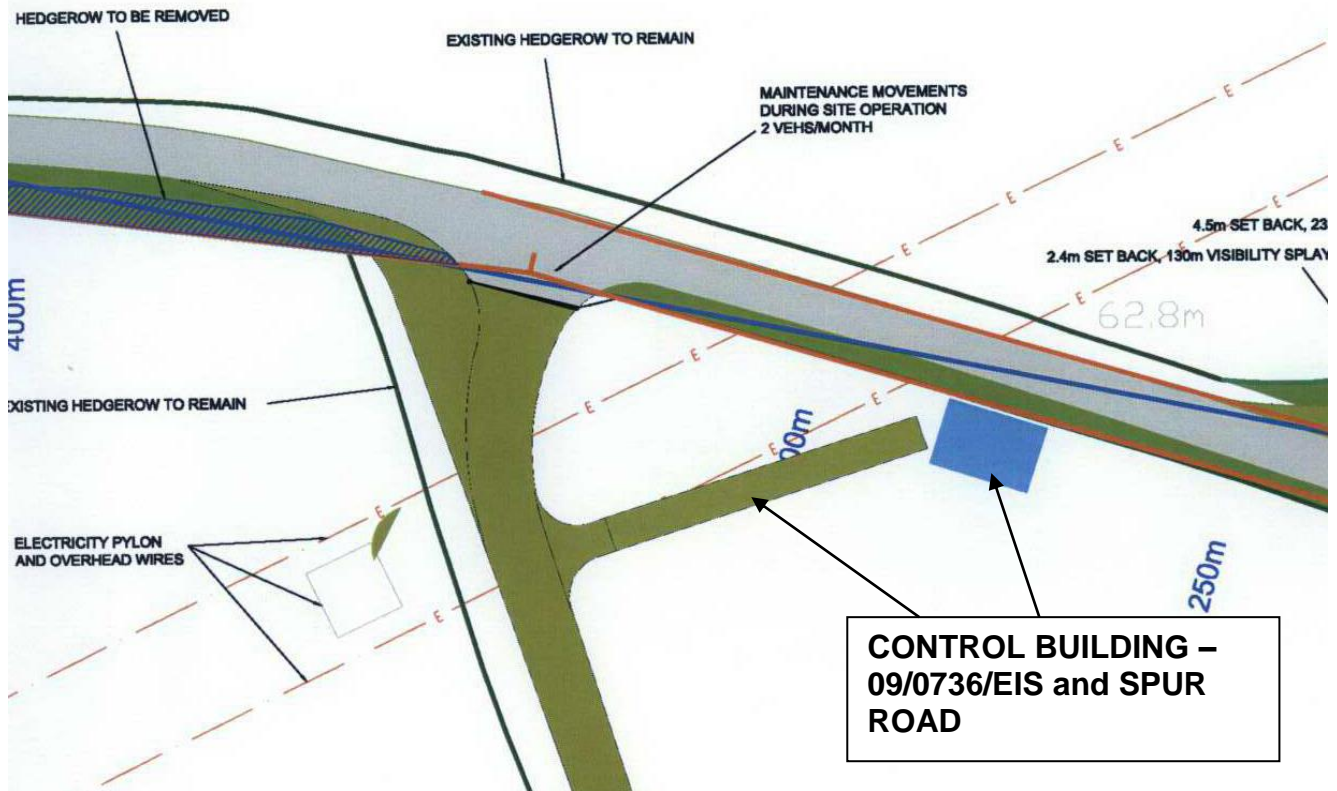 HEDGEROW TO BE REMOVED
EXISTING HEDGEROW TO REMAIN
MAINTENANCE MOVEMENTS
DURING SITE OPERATION
2 VEHS/MONTH
E
E
E
E
E
E
4.5m SET BACK, 23
2.4m SET BACK, 130m VISIBILITY SPLAY
62.8m
400m
E
E
E
E
EXISTING HEDGEROW TO REMAIN
00m
E
E
E
ELECTRICITY PYLON
AND OVERHEAD WIRES
250m
CONTROL BUILDING –
09/0736/EIS and SPUR
ROAD